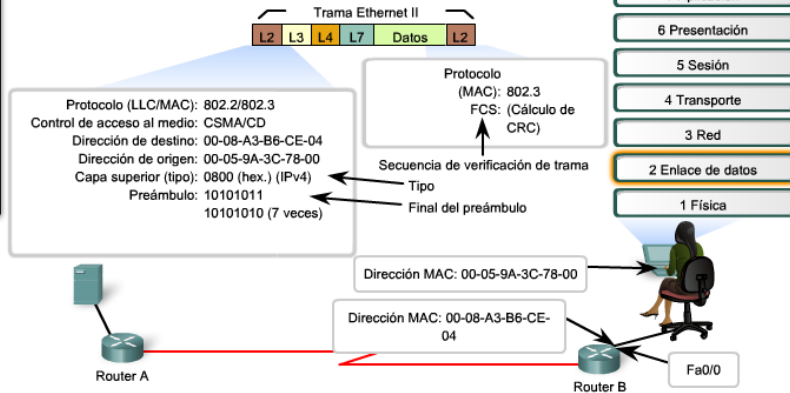 Trama Ethernet II
L2 L3 L4 L7 Datos L2
Protocolo (LLC/MAC): 802.2/802.3
Control de acceso al medio: CSMA/CD
Dirección de destino: 00-08-A3-B6-CE-04
Dirección de origen: 00-05-9A-3C-78-00
Capa superior (tipo): 0800 (hex.) (IPv4)
Preámbulo: 10101011
10101010 (7 veces)
Protocolo
(MAC): 802.3
FCS: (Cálculo de
CRC)
Secuencia de verificación de trama
Tipo
Final del preámbulo
6 Presentación
5 Sesión
4 Transporte
3 Red
2 Enlace de datos
1 Física
Dirección MAC: 00-05-9A-3C-78-00
Dirección MAC: 00-08-A3-B6-CE-
04
Fa0/0
Router A
Router B